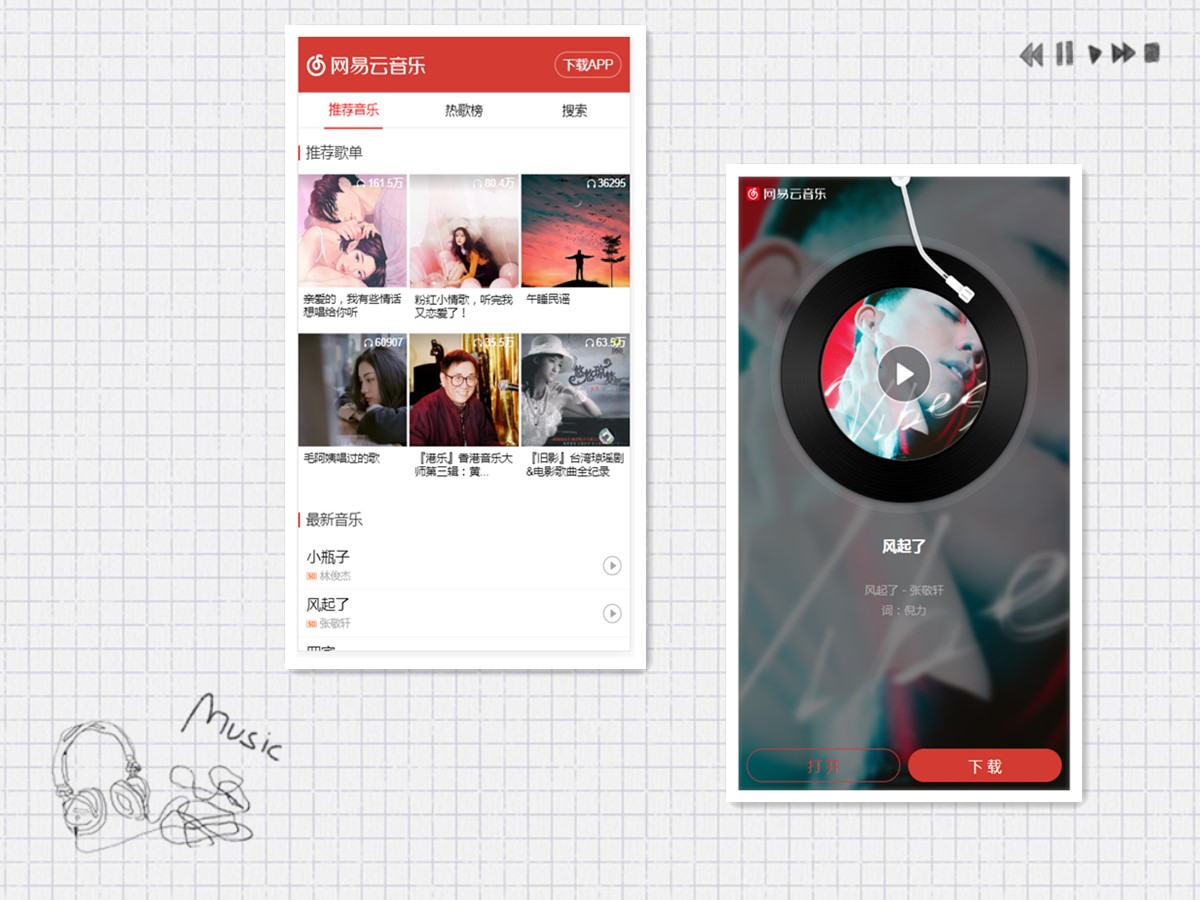 网易云音乐
下载APP
推荐音乐 热歌榜 搜索
推荐歌单
161.5万 80.4万 36295
亲爱的，我有些情话
想唱给你听
粉红小情歌，听完我
又恋爱了！
午睡民谣
60907 35.5万 63.5万
悠悠琼梦
毛阿姨唱过的歌
『港乐』香港音乐大
师第三辑：黄...
『旧影』台湾琼瑶剧
&电影歌曲全纪录
最新音乐
小瓶子
SQ 林俊杰
风起了
SQ 张敬轩
Music
网易云音乐
Vibes
风起了
风起了 - 张敬轩
词：倪力
打开 下载